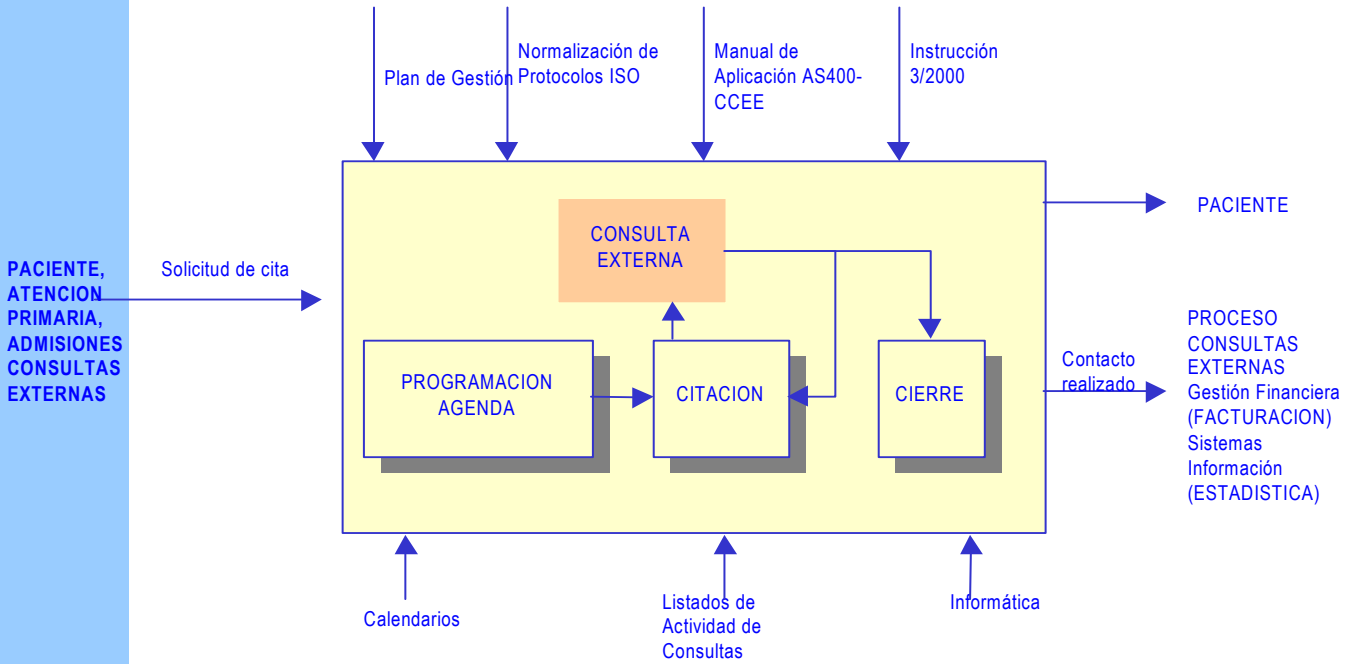 Plan de Gestión
Normalización de
Protocolos ISO
Manual de
Aplicación AS400-
CCEE
Instrucción
3/2000
PACIENTE,
ATENCION
PRIMARIA,
ADMISIONES
CONSULTAS
EXTERNAS
Solicitud de cita
CONSULTA
EXTERNA
PROGRAMACION
AGENDA
CITACION
CIERRE
PACIENTE
Contacto
realizado
PROCESO
CONSULTAS
EXTERNAS
Gestión Financiera
(FACTURACION)
Sistemas
Información
(ESTADISTICA)
Calendarios
Listados de
Actividad de
Consultas
Informática